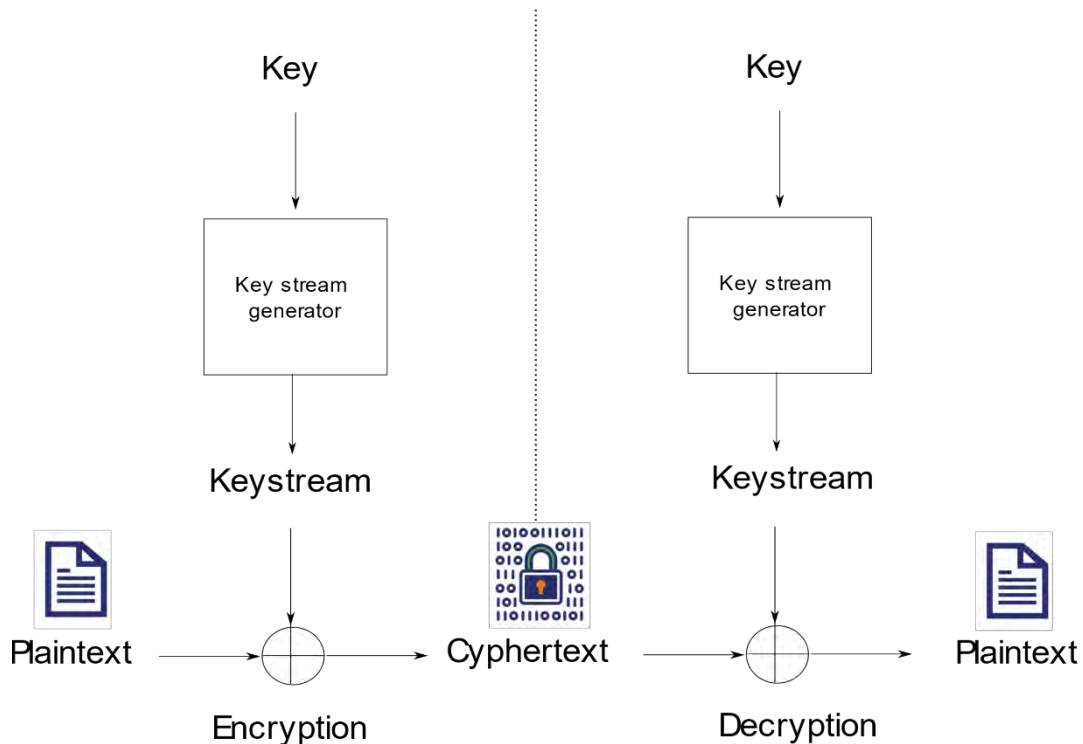 Key
Key
Key stream
generator
Key stream
generator
Keystream
Keystream
Plaintext
Cyphertext
Plaintext
Encryption
Decryption